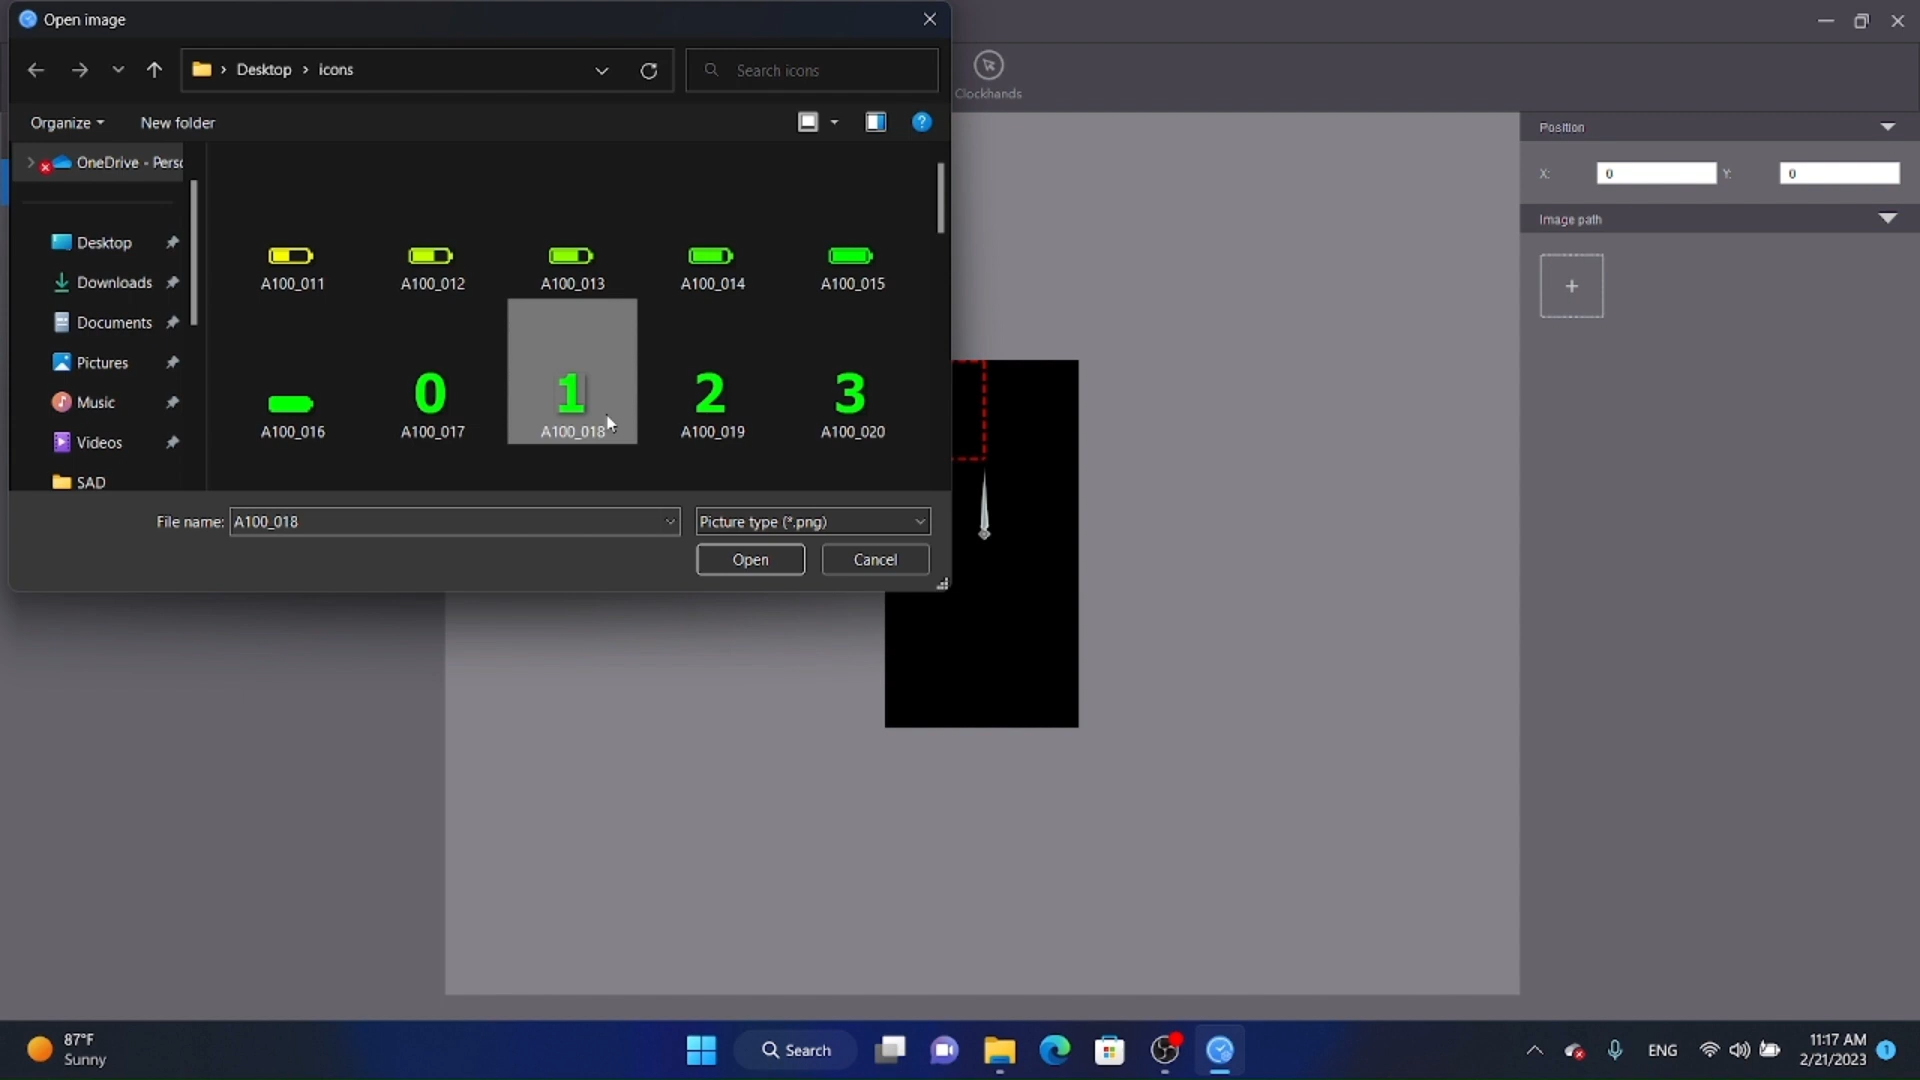 Open image
Desktop > icons
Search icons
Clockhands
Organize
New folder
?
Position
OneDrive - Perso
X: 0 Y: 0
Image path
Desktop
Downloads
Documents
Pictures
Music
Videos
SAD
A100_011 A100_012 A100_013 A100_014 A100_015
0 1 2 3
A100_016 A100_017 A100_018 A100_019 A100_020
+
File name: A100_018
Picture type (*.png)
Open
Cancel
87°F
Sunny
Search
ENG
11:17 AM
2/21/2023
1